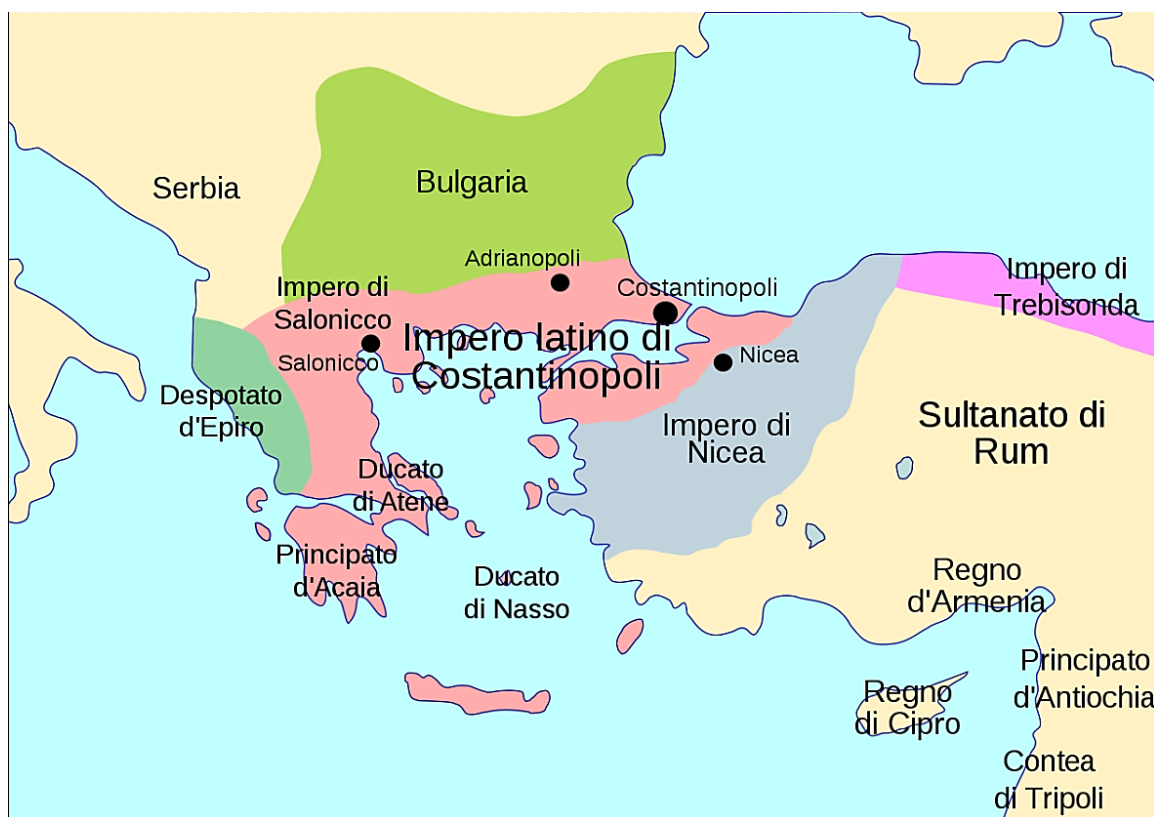 Serbia
Bulgaria
Adrianopoli
Costantinopoli
Impero di
Salonicco
Salonicco
Impero latino di
Costantinopoli
Nicea
Impero di
Trebisonda
Despotato
d'Epiro
Impero di
Nicea
Sultanato di
Rum
Ducato
di Atene
Principato
d'Acaia
Ducato
di Nasso
Regno
d'Armenia
Regno
di Cipro
Principato
d'Antiochia
Contea
di Tripoli